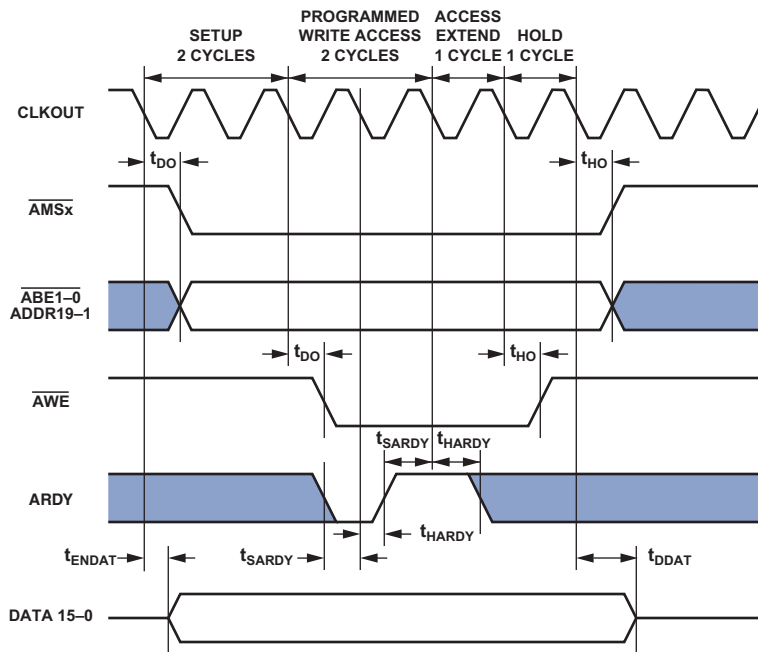 SETUP
2 CYCLES
PROGRAMMED
WRITE ACCESS
2 CYCLES
ACCESS
EXTEND
1 CYCLE
HOLD
1 CYCLE
CLKOUT
tDO
tHO
AMSx
ABE1–0
ADDR19–1
tDO
tHO
AWE
tSARDY
tHARDY
ARDY
tHARDY
tENDAT
tSARDY
tDDAT
DATA 15–0